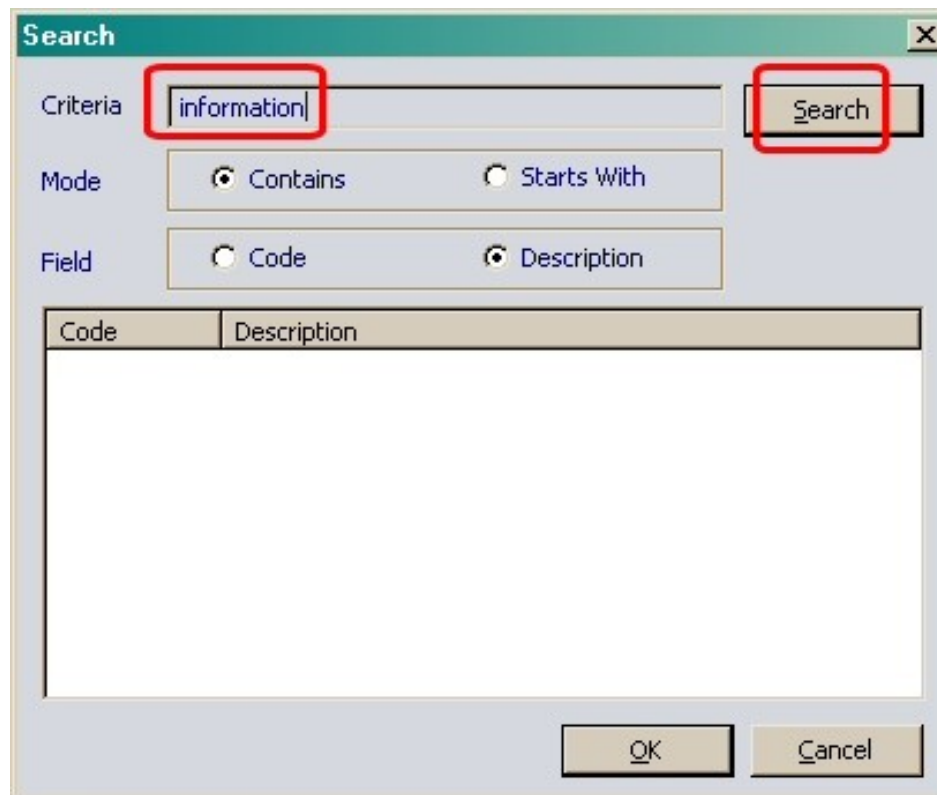 Search
Criteria information Search
Mode Contains Starts With
Field Code Description
Code Description
OK Cancel